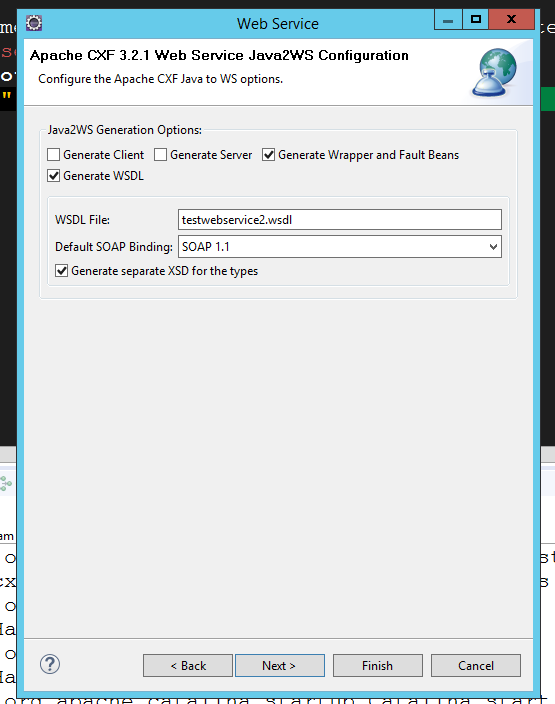 Web Service
Apache CXF 3.2.1 Web Service Java2WS Configuration
Configure the Apache CXF Java to WS options.
Java2WS Generation Options:
Generate Client Generate Server Generate Wrapper and Fault Beans
Generate WSDL
WSDL File: testwebservice2.wsdl
Default SOAP Binding: SOAP 1.1
Generate separate XSD for the types
< Back Next > Finish Cancel